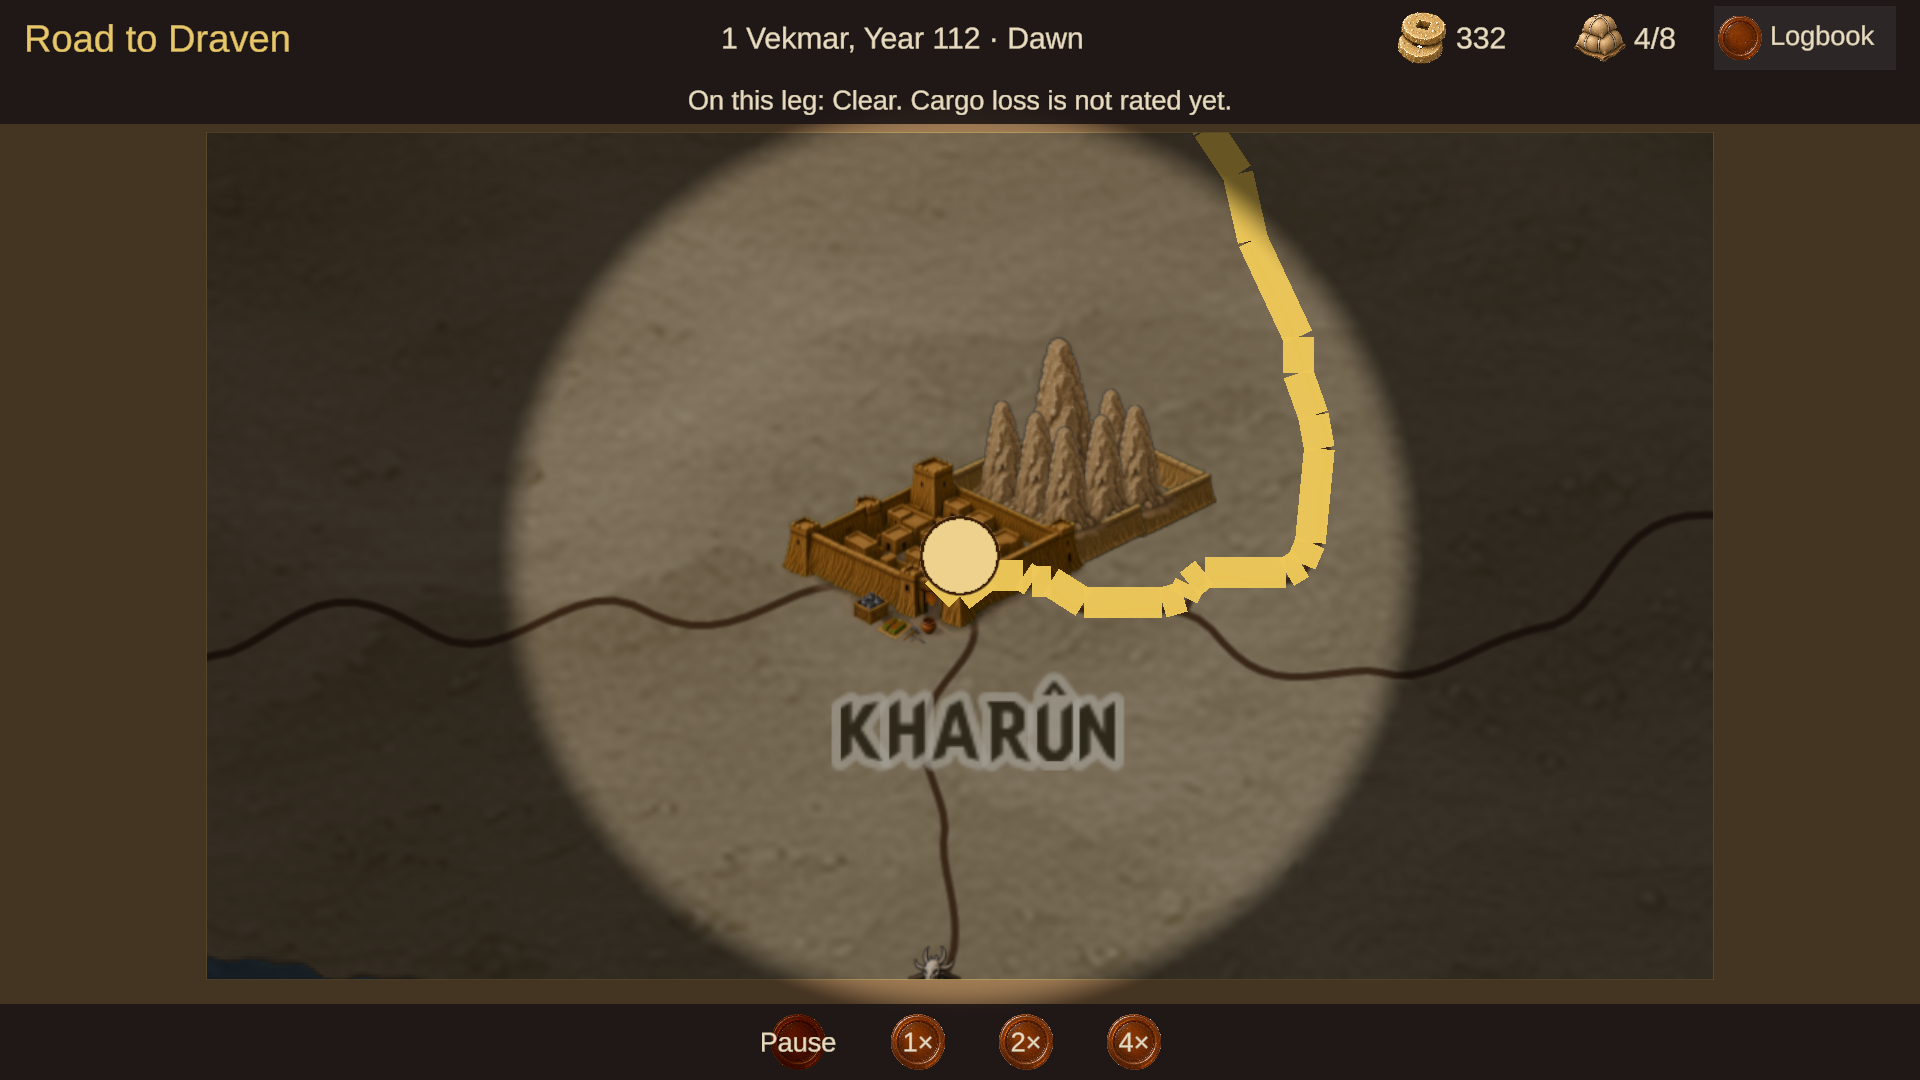 Road to Draven
1 Vekmar, Year 112 · Dawn
332
4/8
Logbook
On this leg: Clear. Cargo loss is not rated yet.
KHARÛN
Pause
1×
2×
4×